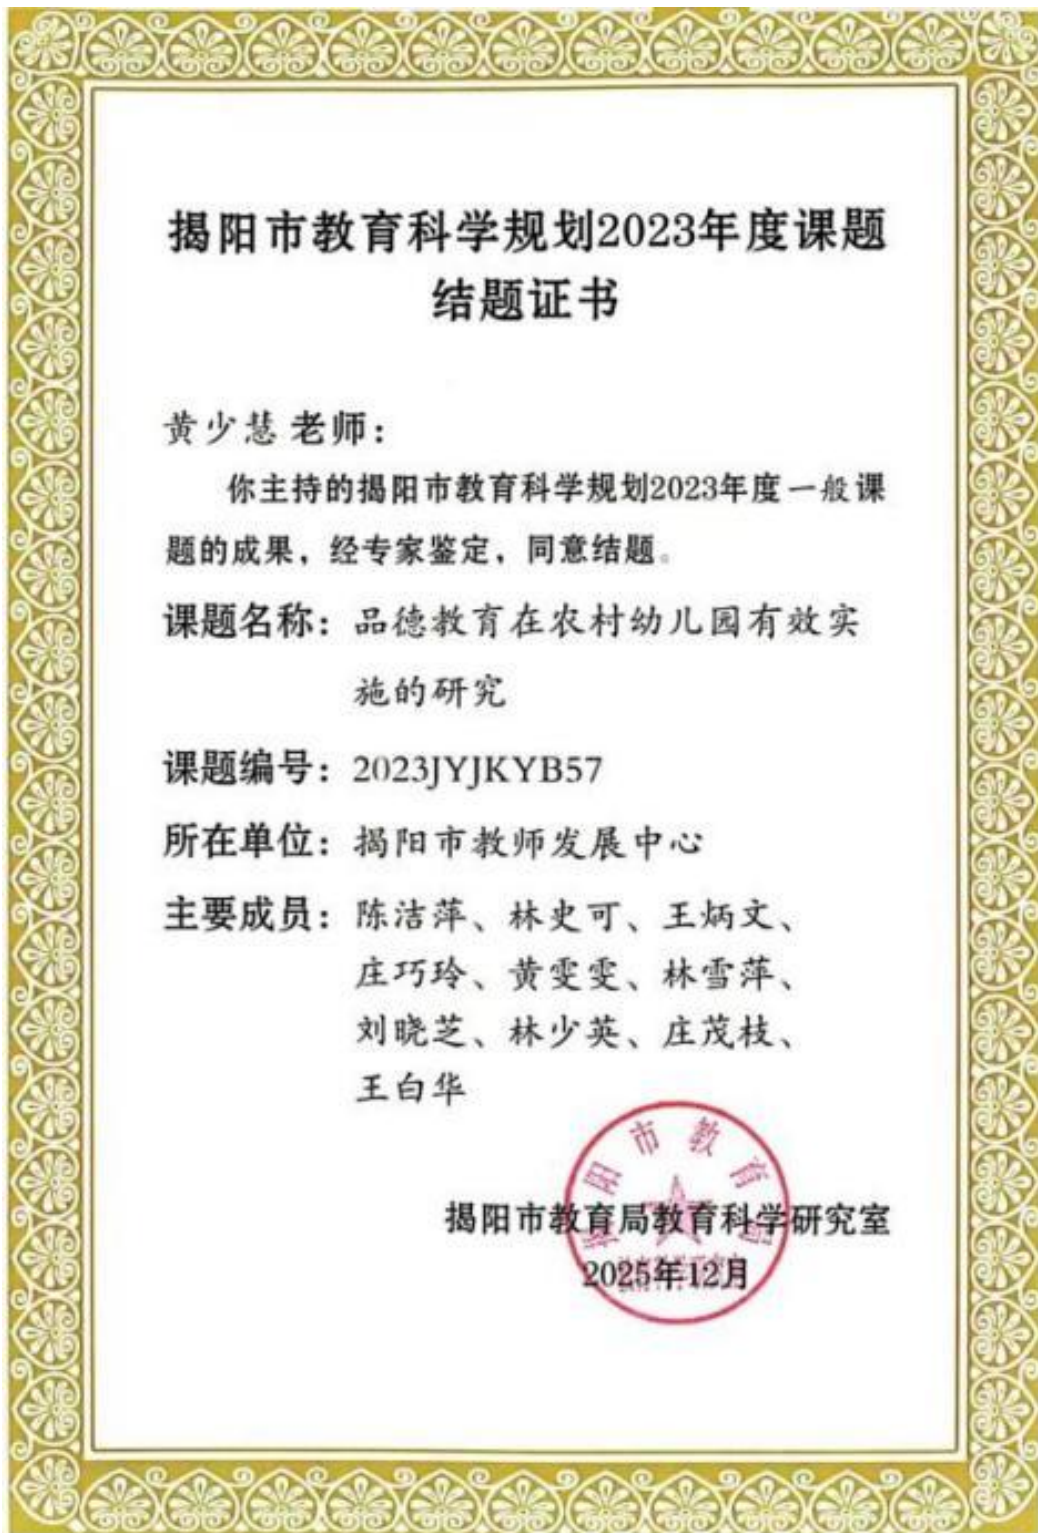 揭阳市教育科学规划2023年度课题
结题证书
黄少慧 老师：
你主持的揭阳市教育科学规划2023年度一般课
题的成果，经专家鉴定，同意结题。
课题名称：品德教育在农村幼儿园有效实
施的研究
课题编号：2023JYJKYB57
所在单位：揭阳市教师发展中心
主要成员：陈洁萍、林史可、王炳文、
庄巧玲、黄雯雯、林雪萍、
刘晓芝、林少英、庄茂枝、
王白华
揭阳市教育局
揭阳市教育局教育科学研究室
2025年12月